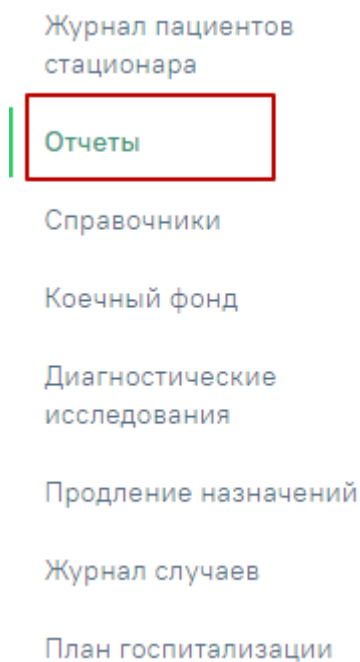 Журнал пациентов
стационара
Отчеты
Справочники
Коечный фонд
Диагностические
исследования
Продление назначений
Журнал случаев
План госпитализации